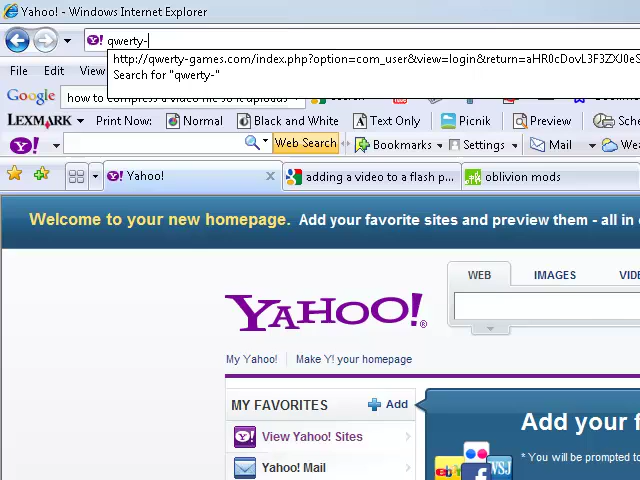 Yahoo! - Windows Internet Explorer
qwerty-
http://qwerty-games.com/index.php?option=com_user&view=login&return=aHR0cDovL3F3ZXJ0eS
Search for "qwerty-"
File
Google
how to compress a video file so it uploads
LEXMARK Print Now: Normal Black and White Text Only Picnik Preview Sche
Y! Web Search Bookmarks Settings Mail Wea
Yahoo! adding a video to a flash p... oblivion mods
Welcome to your new homepage. Add your favorite sites and preview them - all in
WEB IMAGES VID
YAHOO!®
My Yahoo! Make Y! your homepage
MY FAVORITES Add
Add your f
View Yahoo! Sites
* You will be prompted to
Yahoo! Mail
eb WSJ